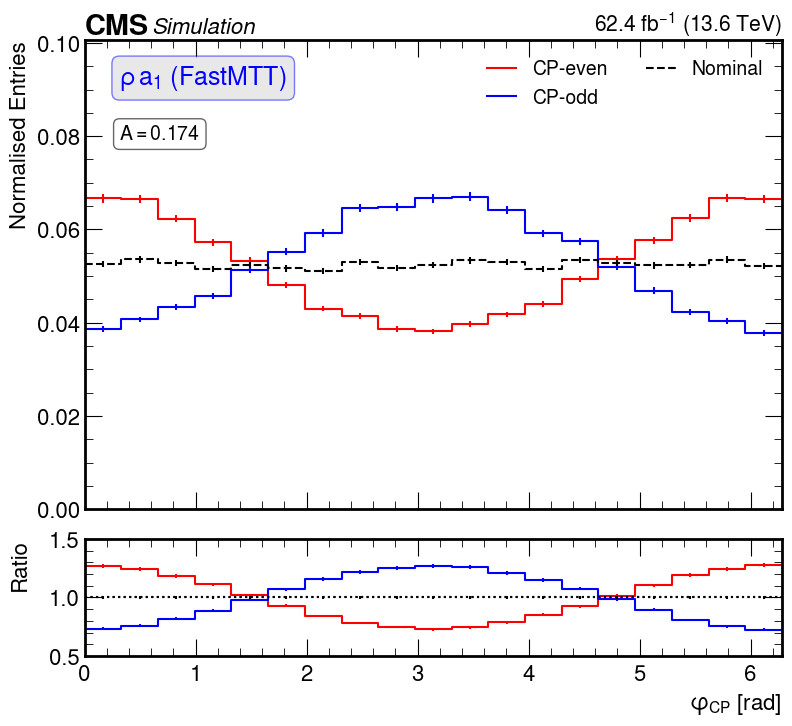 CMS Simulation
62.4 fb⁻¹ (13.6 TeV)
ρ a₁ (FastMTT)
A = 0.174
CP-even
CP-odd
Nominal
Normalised Entries
0.10
0.08
0.06
0.04
0.02
0.00
Ratio
1.5
1.0
0.5
0 1 2 3 4 5 6
φCP [rad]